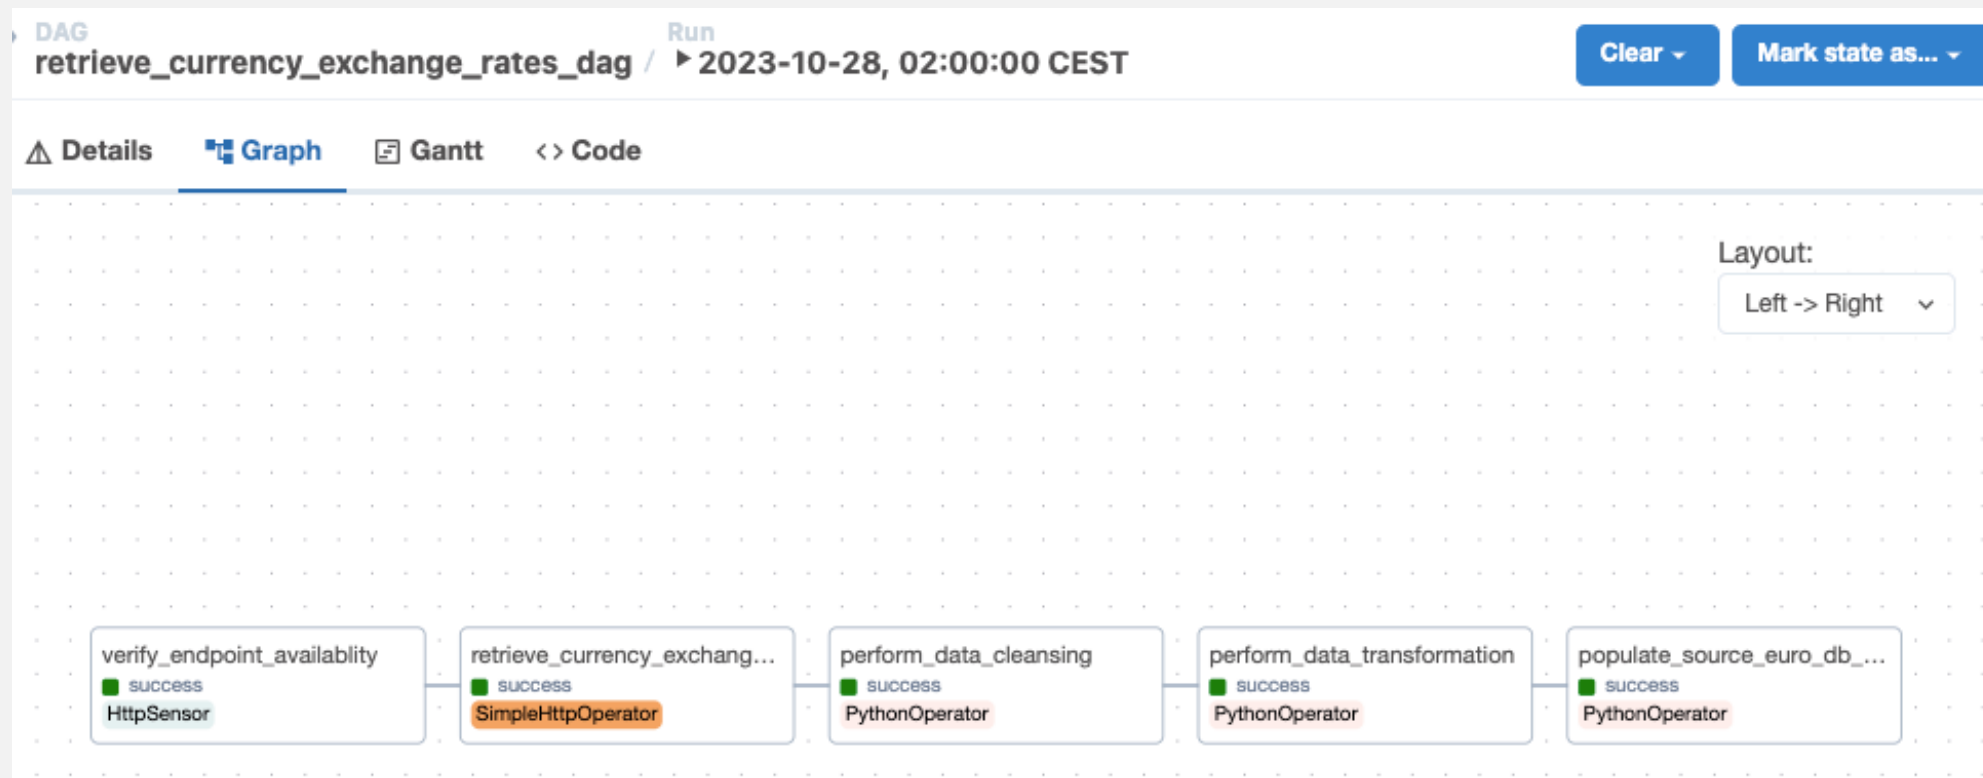 DAG
retrieve_currency_exchange_rates_dag / Run
2023-10-28, 02:00:00 CEST
Clear
Mark state as...
Details
Graph
Gantt
<> Code
Layout:
Left -> Right
verify_endpoint_availablity
success
HttpSensor
retrieve_currency_exchang...
success
SimpleHttpOperator
perform_data_cleansing
success
PythonOperator
perform_data_transformation
success
PythonOperator
populate_source_euro_db_...
success
PythonOperator